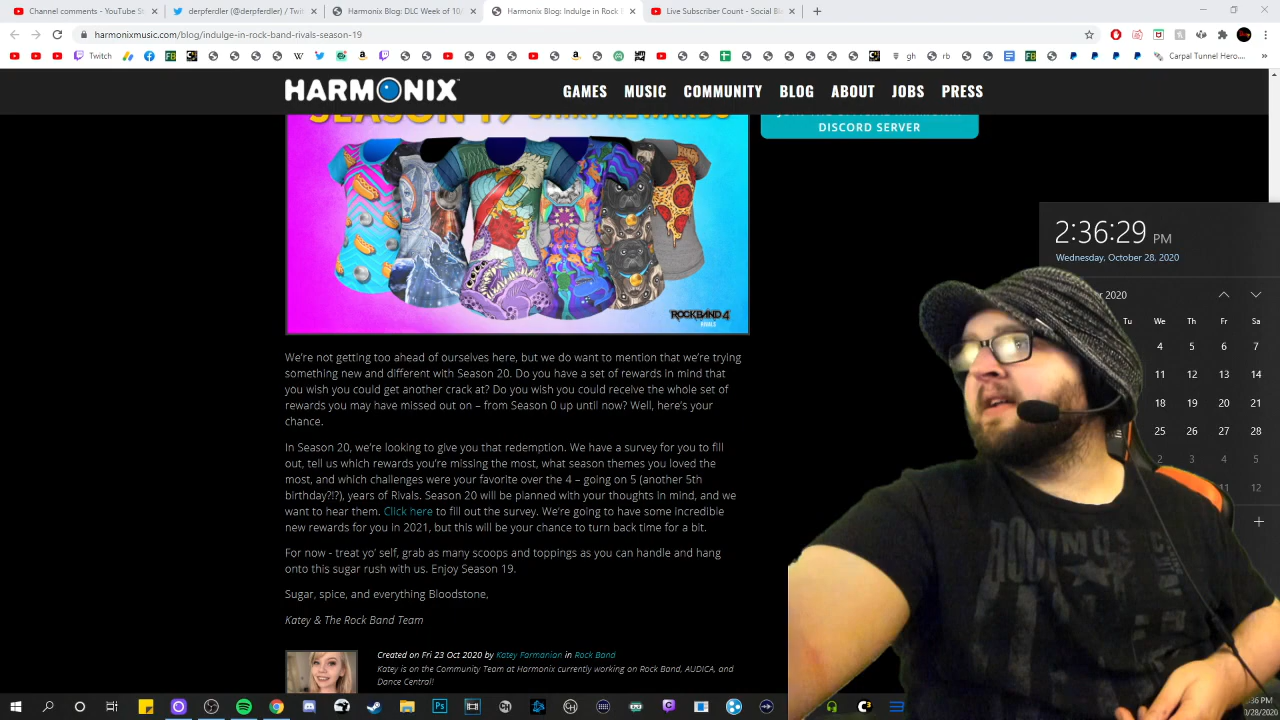 Channel comments - YouTube St
derpferdler (@derpferdler) / Twit
Harmonix Blog: DLC Week of 10/
Harmonix Blog: Indulge in Rock B
Live Subscriber Count - Social Bl
harmonixmusic.com/blog/indulge-in-rock-band-rivals-season-19
Twitch
gh
rb
Carpal Tunnel Hero...
HARMONIX
GAMES MUSIC COMMUNITY BLOG ABOUT JOBS PRESS
DISCORD SERVER
ROCKBAND 4
RIVALS
2:36:29 PM
Wednesday, October 28, 2020
r 2020
Tu We Th Fr Sa
4 5 6 7
11 12 13 14
18 19 20 21
25 26 27 28
2 3 4 5
11 12
We're not getting too ahead of ourselves here, but we do want to mention that we're trying
something new and different with Season 20. Do you have a set of rewards in mind that
you wish you could get another crack at? Do you wish you could receive the whole set of
rewards you may have missed out on – from Season 0 up until now? Well, here's your
chance.
In Season 20, we're looking to give you that redemption. We have a survey for you to fill
out, tell us which rewards you're missing the most, what season themes you loved the
most, and which challenges were your favorite over the 4 – going on 5 (another 5th
birthday?!?), years of Rivals. Season 20 will be planned with your thoughts in mind, and we
want to hear them. Click here to fill out the survey. We're going to have some incredible
new rewards for you in 2021, but this will be your chance to turn back time for a bit.
For now - treat yo' self, grab as many scoops and toppings as you can handle and hang
onto this sugar rush with us. Enjoy Season 19.
Sugar, spice, and everything Bloodstone,
Katey & The Rock Band Team
Created on Fri 23 Oct 2020 by Katey Farmanian in Rock Band
Katey is on the Community Team at Harmonix currently working on Rock Band, AUDICA, and
Dance Central!
:36 PM
0/28/2020